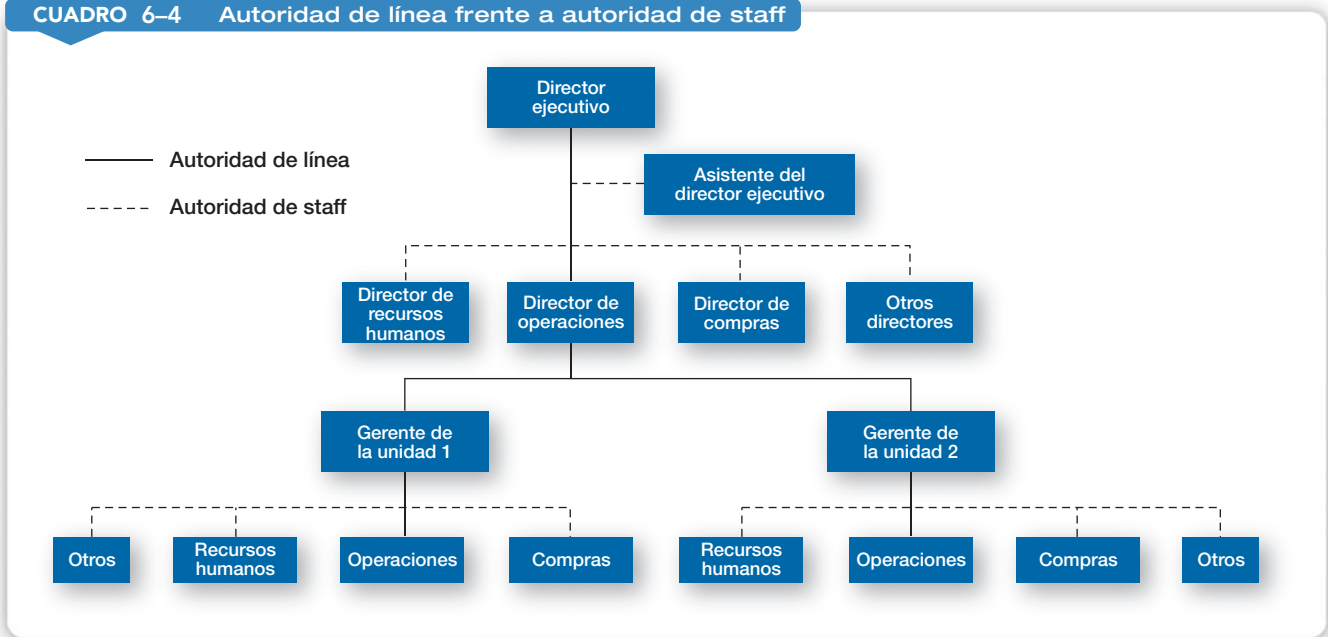 CUADRO 6–4 Autoridad de línea frente a autoridad de staff
Director
ejecutivo
Autoridad de línea
Asistente del
director ejecutivo
Autoridad de staff
Director de
recursos
humanos
Director de
operaciones
Director de
compras
Otros
directores
Gerente de
la unidad 1
Gerente de
la unidad 2
Otros
Recursos
humanos
Operaciones
Compras
Recursos
humanos
Operaciones
Compras
Otros